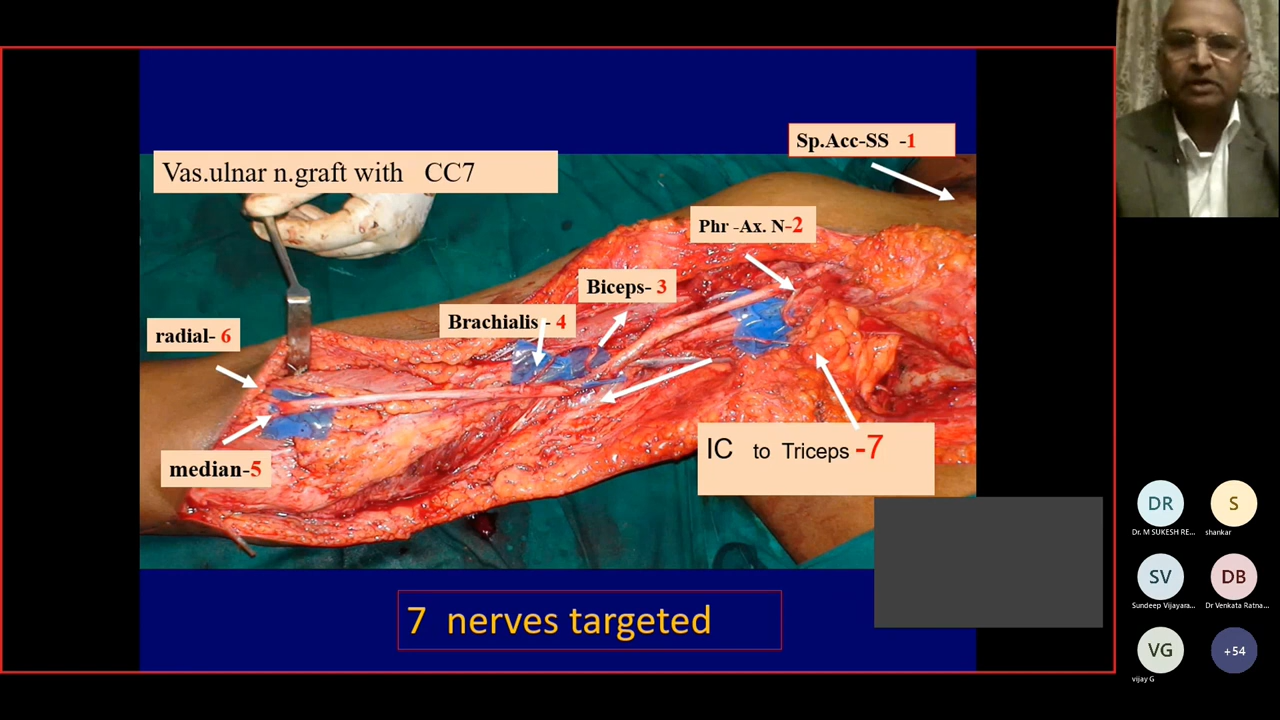 Vas.ulnar n.graft with CC7
Sp.Acc-SS -1
Phr -Ax. N-2
Biceps- 3
Brachialis - 4
radial- 6
median-5
IC to Triceps -7
7 nerves targeted
DR
Dr. M SUKESH RE...
S
shankar
SV
Sundeep Vijayara...
DB
Dr Venkata Ratna...
VG
vijay G
+54